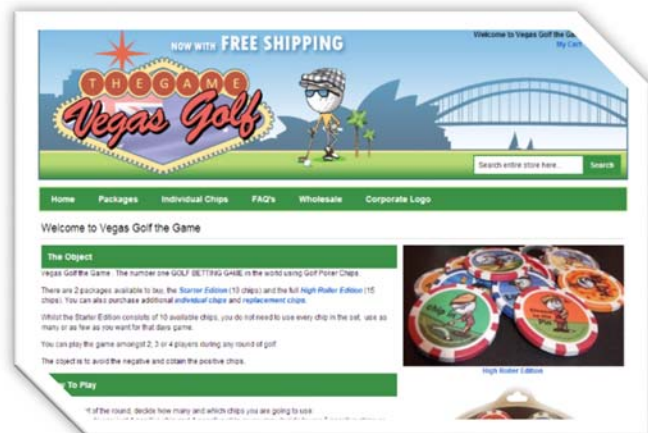 NOW WITH FREE SHIPPING
Welcome to Vegas Golf the
My Cart
THE GAME
Vegas Golf
Search entire store here... Search
Home Packages Individual Chips FAQ's Wholesale Corporate Logo
Welcome to Vegas Golf the Game
The Object
Vegas Golf the Game . The number one GOLF BETTING GAME in the world using Golf Poker Chips.
There are 2 packages available to buy, the Starter Edition (10 chips) and the full High Roller Edition (15
chips). You can also purchase additional individual chips and replacement chips.
Whilst the Starter Edition consists of 10 available chips, you do not need to use every chip in the set, use as
many or as few as you want for that days game.
You can play the game amongst 2, 3 or 4 players during any round of golf
The object is to avoid the negative and obtain the positive chips.
chip in
Pin
High Roller Edition
To Play
of the round, decide how many and which chips you are going to use: